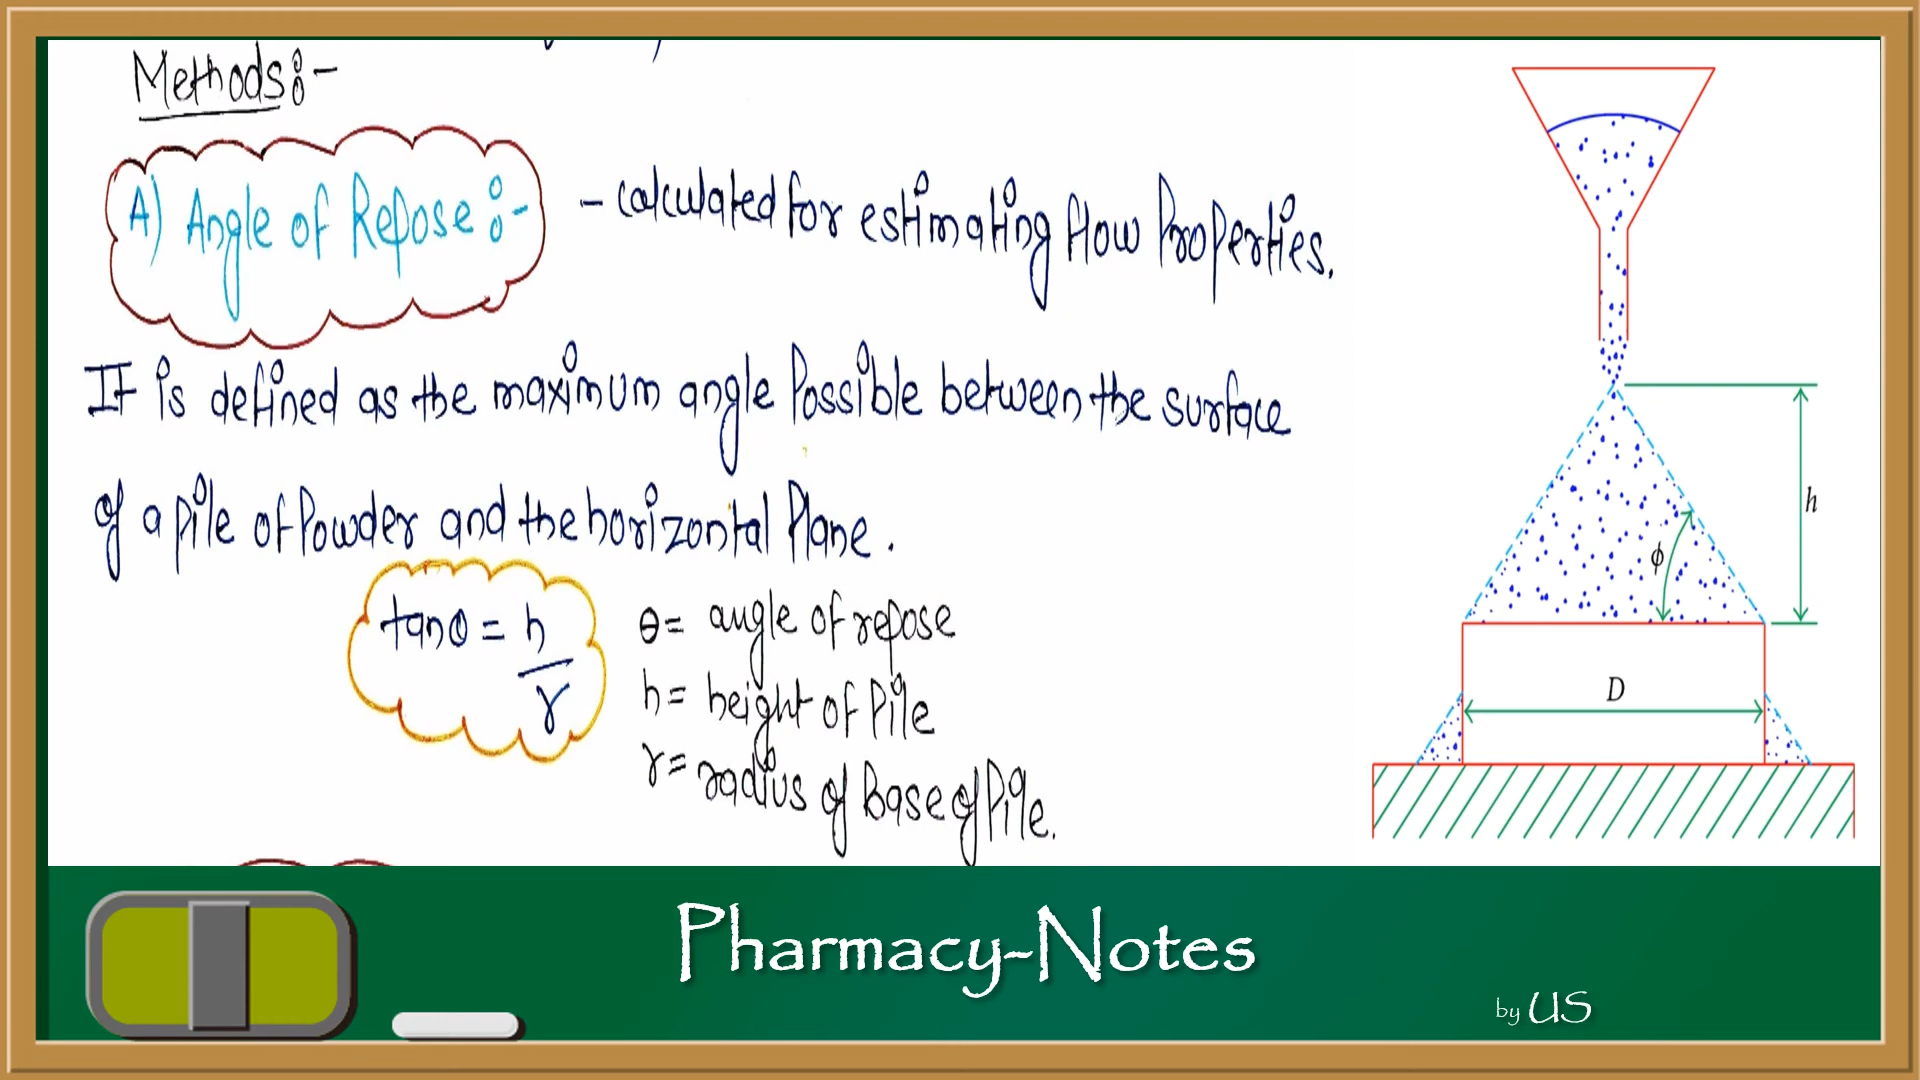 Methods:-
A) Angle of Repose :-
- calculated for estimating flow Properties.
It is defined as the maximum angle Possible between the surface
of a pile of Powder and the horizontal Plane.
tanθ = h
r
θ = angle of repose
h = height of Pile
r = radius of Base of Pile.
h
ϕ
D
Pharmacy-Notes
by US